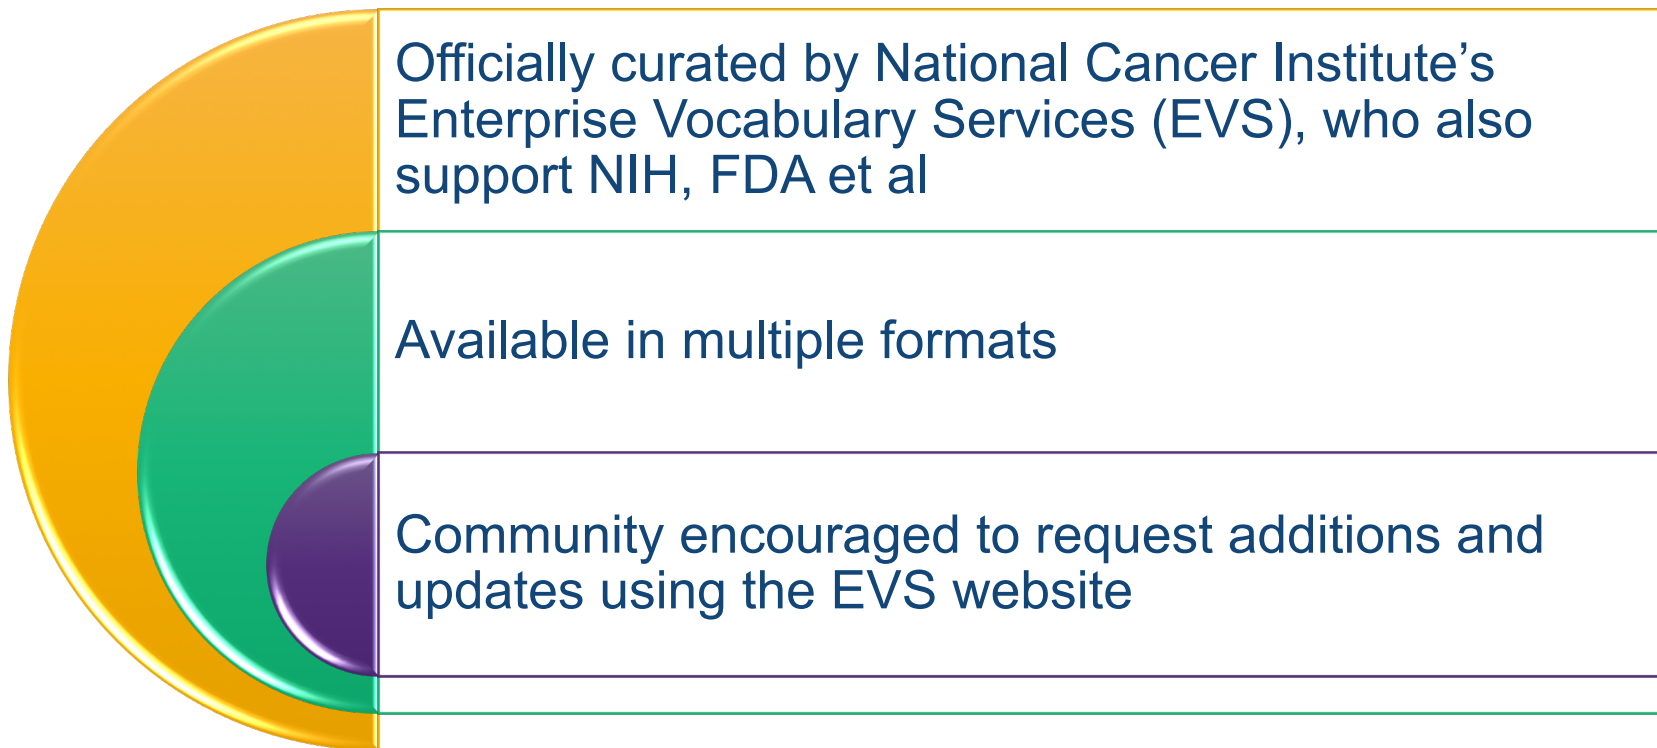 Officially curated by National Cancer Institute’s
Enterprise Vocabulary Services (EVS), who also
support NIH, FDA et al
Available in multiple formats
Community encouraged to request additions and
updates using the EVS website